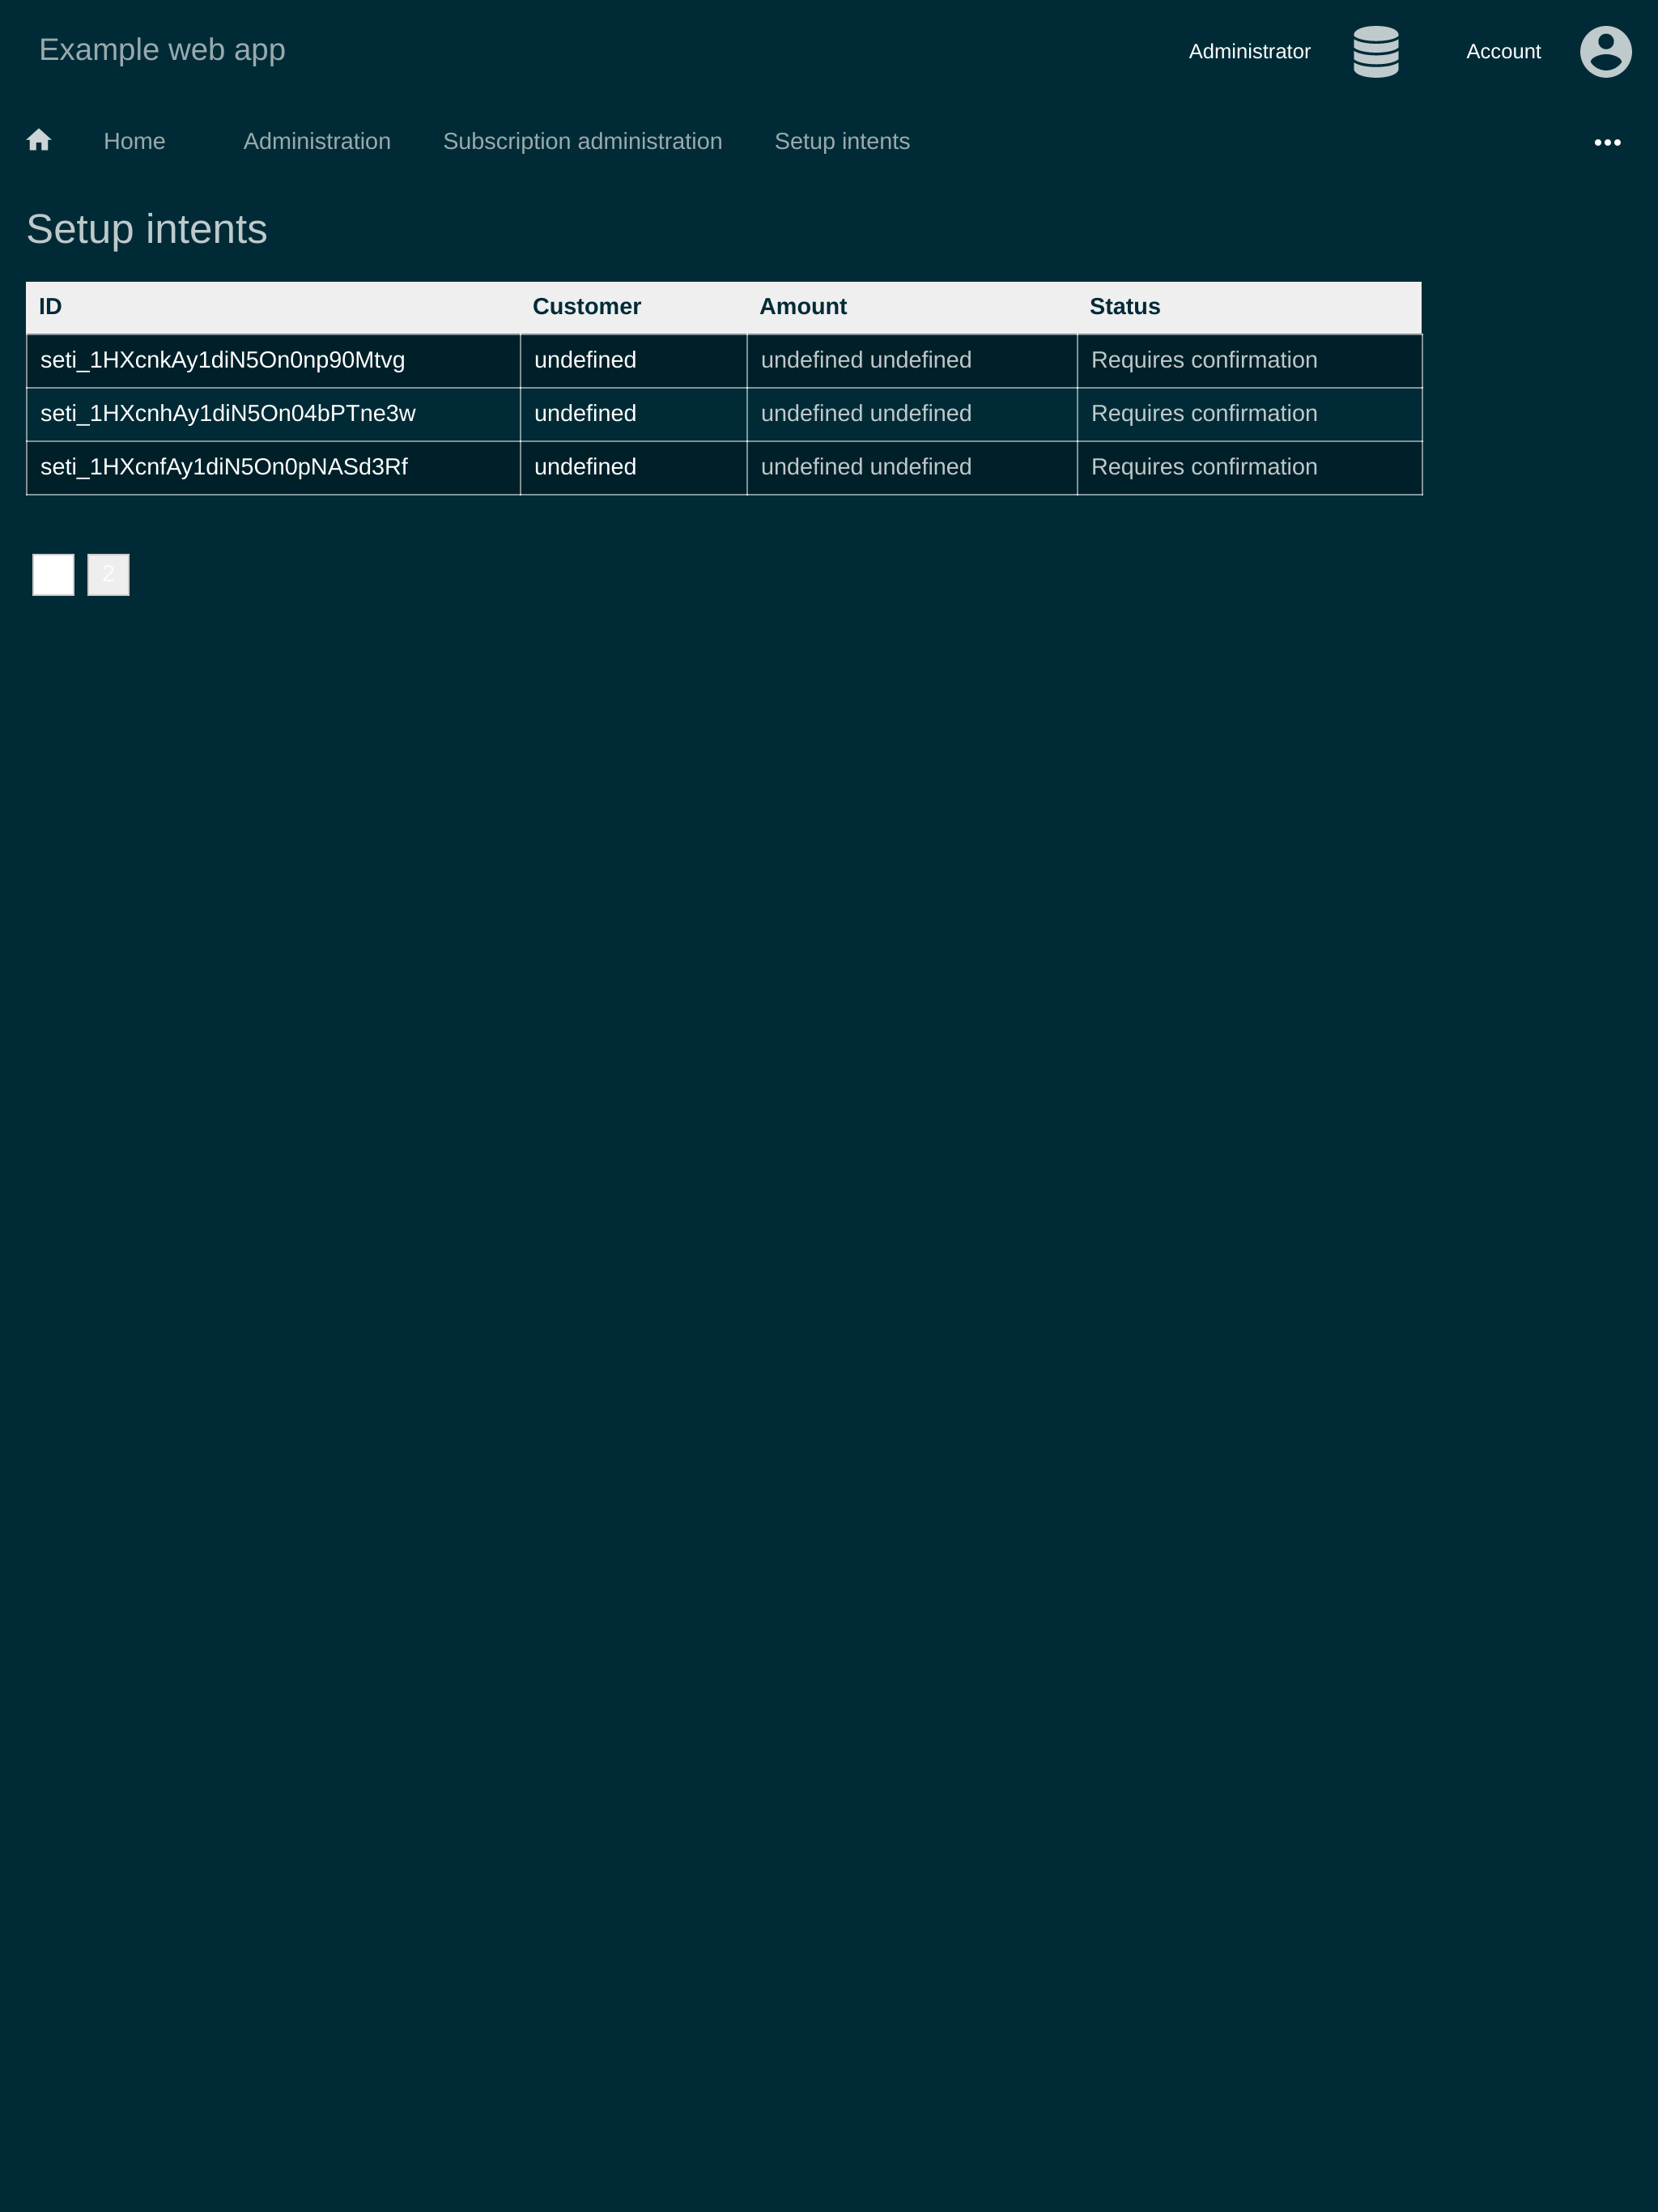 Example web app
Administrator
Account
Home
Administration
Subscription administration
Setup intents
Setup intents
ID Customer Amount Status
seti_1HXcnkAy1diN5On0np90Mtvg undefined undefined undefined Requires confirmation
seti_1HXcnhAy1diN5On04bPTne3w undefined undefined undefined Requires confirmation
seti_1HXcnfAy1diN5On0pNASd3Rf undefined undefined undefined Requires confirmation
2